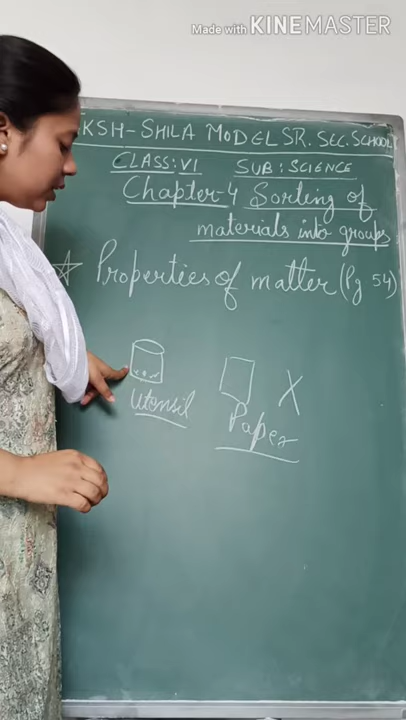 Made with KINEMASTER
KSH-SHILA MODEL SR. SEC. SCHOOL
CLASS: VI SUB: SCIENCE
Chapter-4 Sorting of
materials into groups
Properties of matter (Pg 54)
Utensil
Paper
X